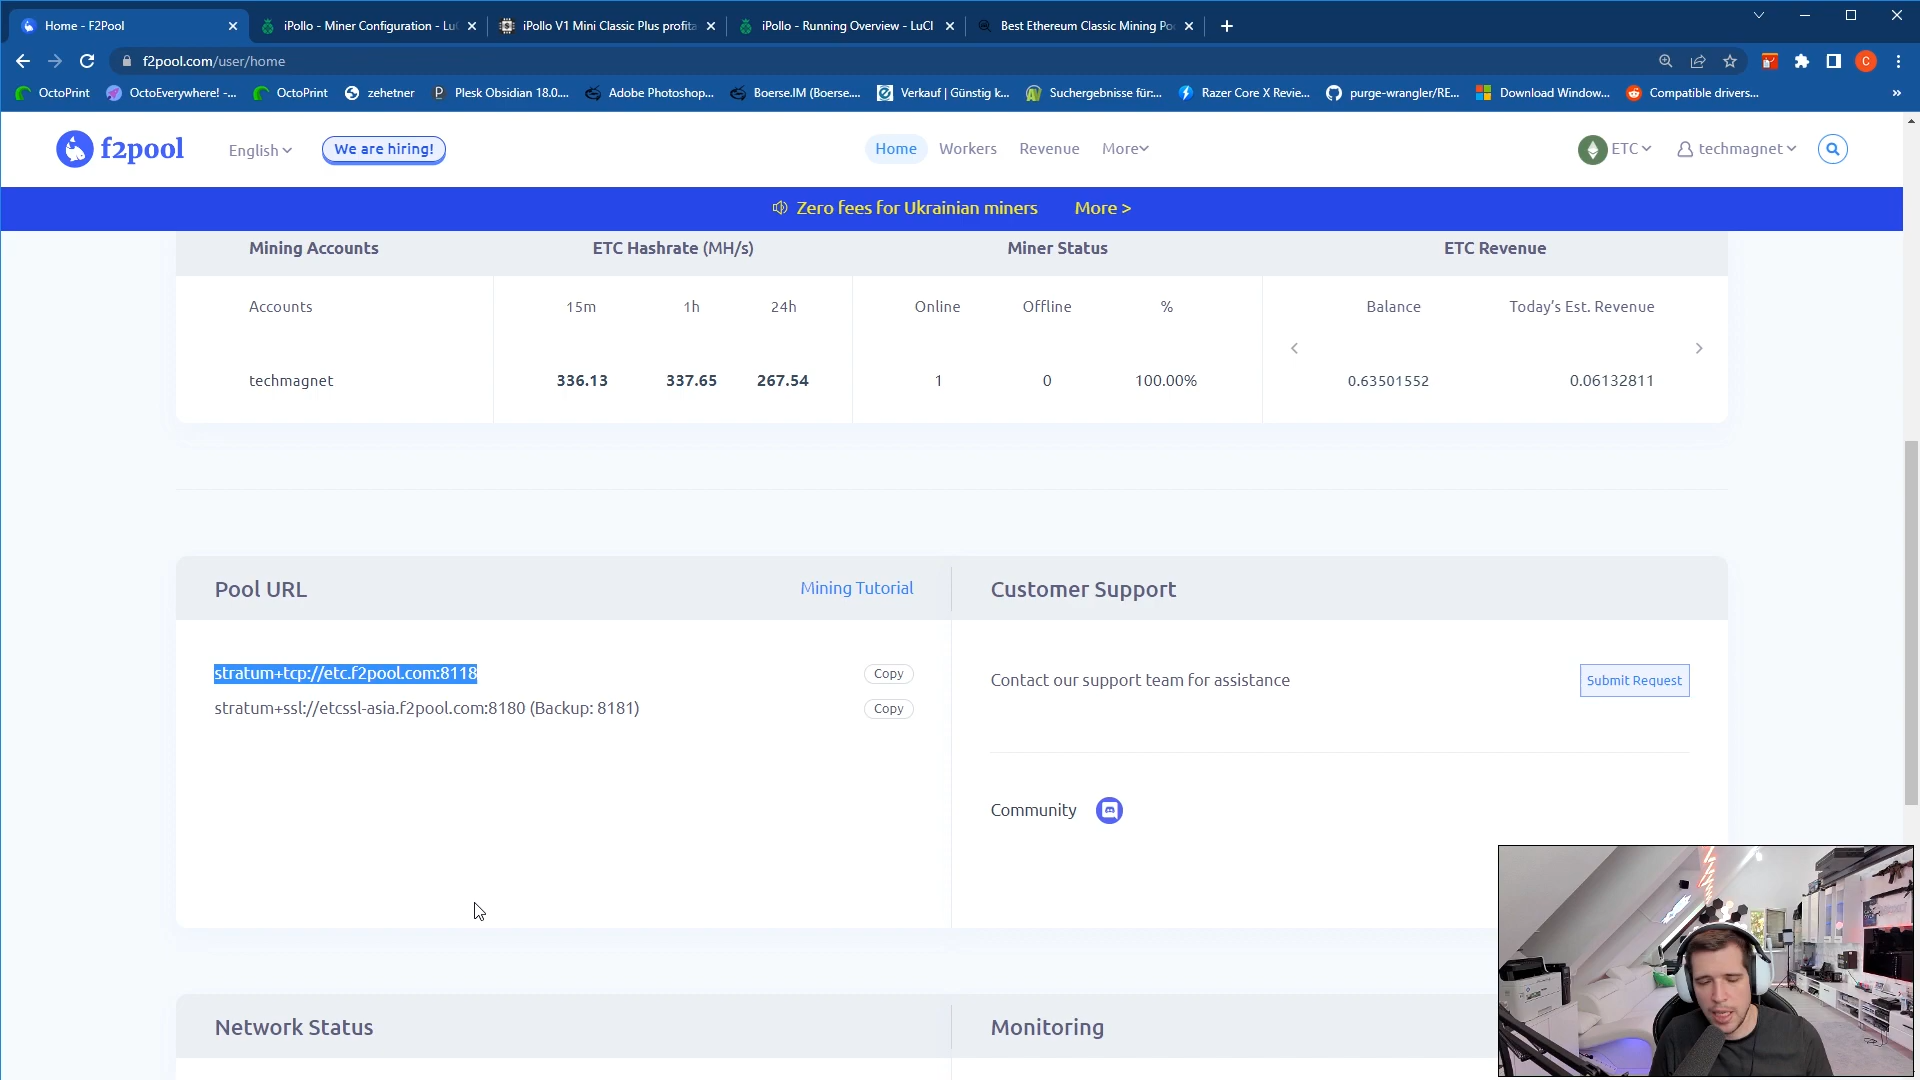 Home - F2Pool
iPollo - Miner Configuration - Lu
iPollo V1 Mini Classic Plus profita
iPollo - Running Overview - LuCI
Best Ethereum Classic Mining Po
f2pool.com/user/home
OctoPrint
OctoEverywhere! -...
OctoPrint
zehetner
Plesk Obsidian 18.0....
Adobe Photoshop...
Boerse.IM (Boerse....
Verkauf | Günstig k...
Suchergebnisse für:...
Razer Core X Revie...
purge-wrangler/RE...
Download Window...
Compatible drivers...
f2pool
English
We are hiring!
Home
Workers
Revenue
More
ETC
techmagnet
Zero fees for Ukrainian miners
More >
Mining Accounts
ETC Hashrate (MH/s)
Miner Status
ETC Revenue
Accounts
15m
1h
24h
Online
Offline
%
Balance
Today's Est. Revenue
techmagnet
336.13
337.65
267.54
1
0
100.00%
0.63501552
0.06132811
Pool URL
Mining Tutorial
Customer Support
stratum+tcp://etc.f2pool.com:8118
Copy
stratum+ssl://etcssl-asia.f2pool.com:8180 (Backup: 8181)
Copy
Contact our support team for assistance
Submit Request
Community
Network Status
Monitoring